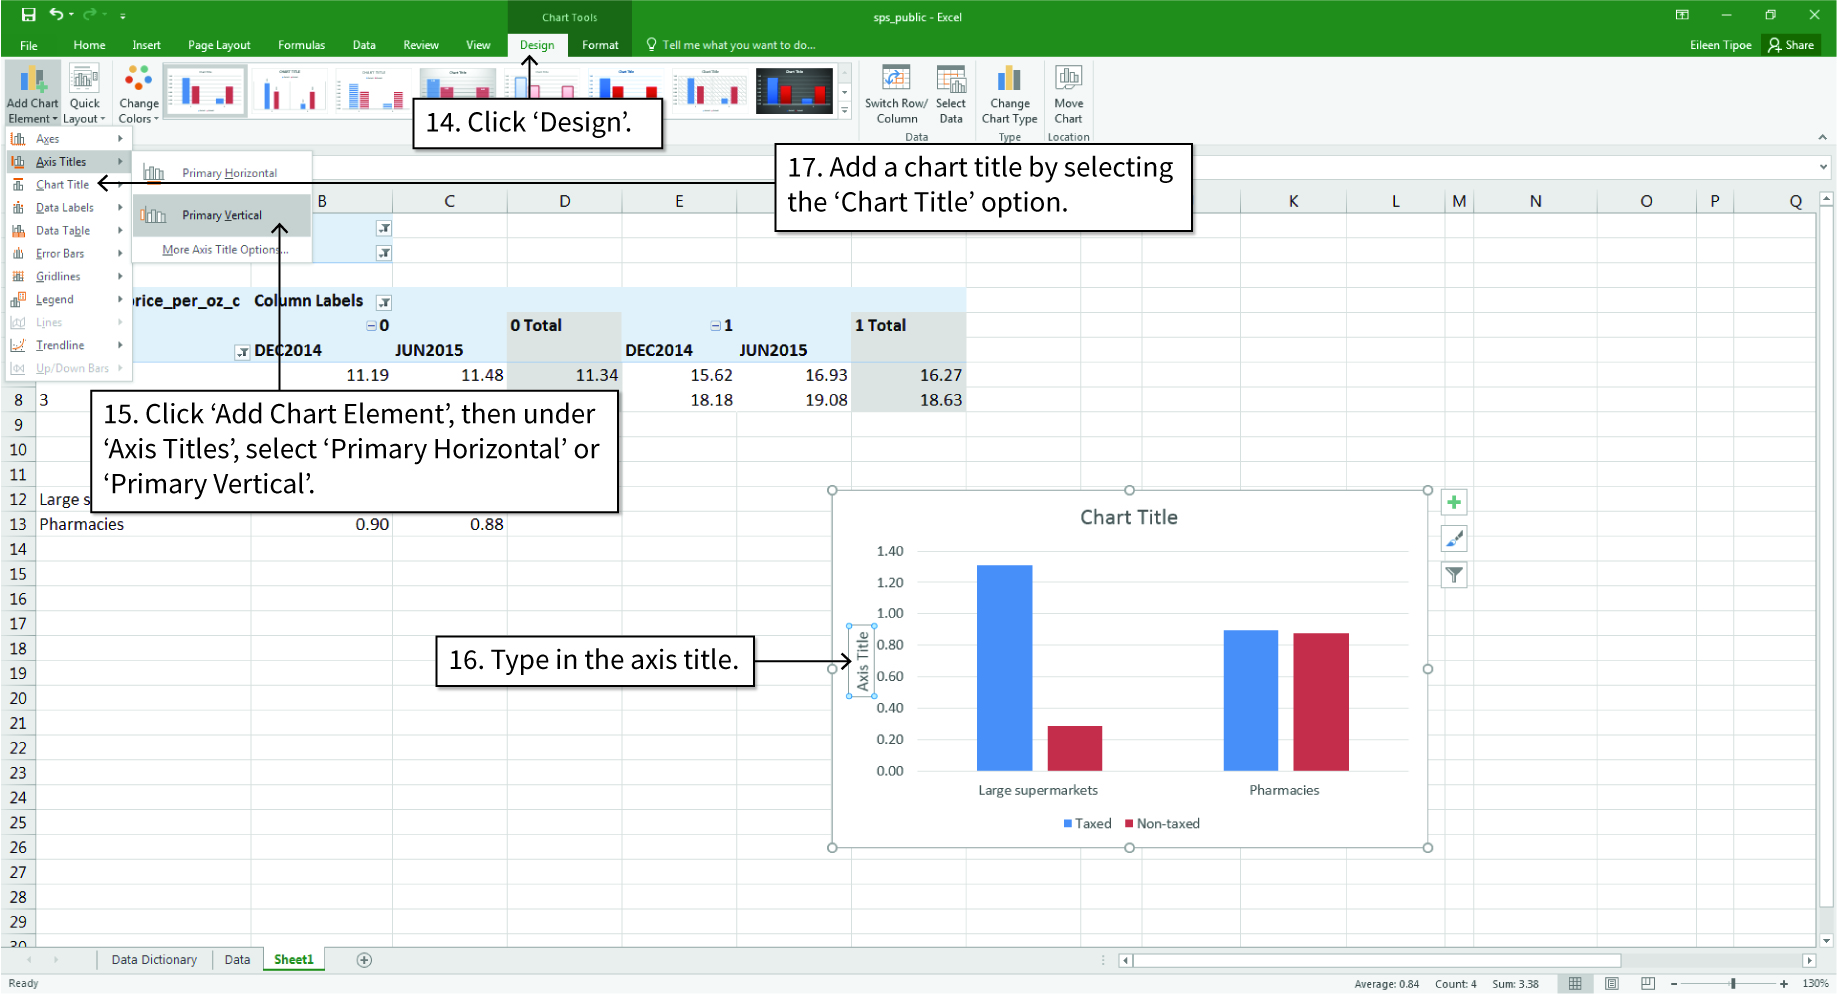 Chart Tools
sps_public - Excel
File Home Insert Page Layout Formulas Data Review View Design Format Tell me what you want to do... Eileen Tipoe Share
Add Chart Element
Quick Layout
Change Colors
Switch Row/ Column
Select Data
Change Chart Type
Move Chart
Data Type Location
14. Click ‘Design’.
17. Add a chart title by selecting
the ‘Chart Title’ option.
Axes
Axis Titles
Chart Title
Data Labels
Data Table
Error Bars
Gridlines
Legend
Lines
Trendline
Up/Down Bars
Primary Horizontal
Primary Vertical
More Axis Title Options...
B C D E K L M N O P Q
rice_per_oz_c Column Labels
0 0 Total 1 1 Total
DEC2014 JUN2015 DEC2014 JUN2015
11.19 11.48 11.34 15.62 16.93 16.27
8 3 18.18 19.08 18.63
15. Click ‘Add Chart Element’, then under
‘Axis Titles’, select ‘Primary Horizontal’ or
‘Primary Vertical’.
9
10
11
12 Large s
13 Pharmacies 0.90 0.88
14
15
16
17
18
19
20
21
22
23
24
25
26
27
28
29
30
16. Type in the axis title.
Chart Title
Axis Title
1.40
1.20
1.00
0.80
0.60
0.40
0.20
0.00
Large supermarkets Pharmacies
Taxed Non-taxed
Data Dictionary Data Sheet1
Ready Average: 0.84 Count: 4 Sum: 3.38 130%